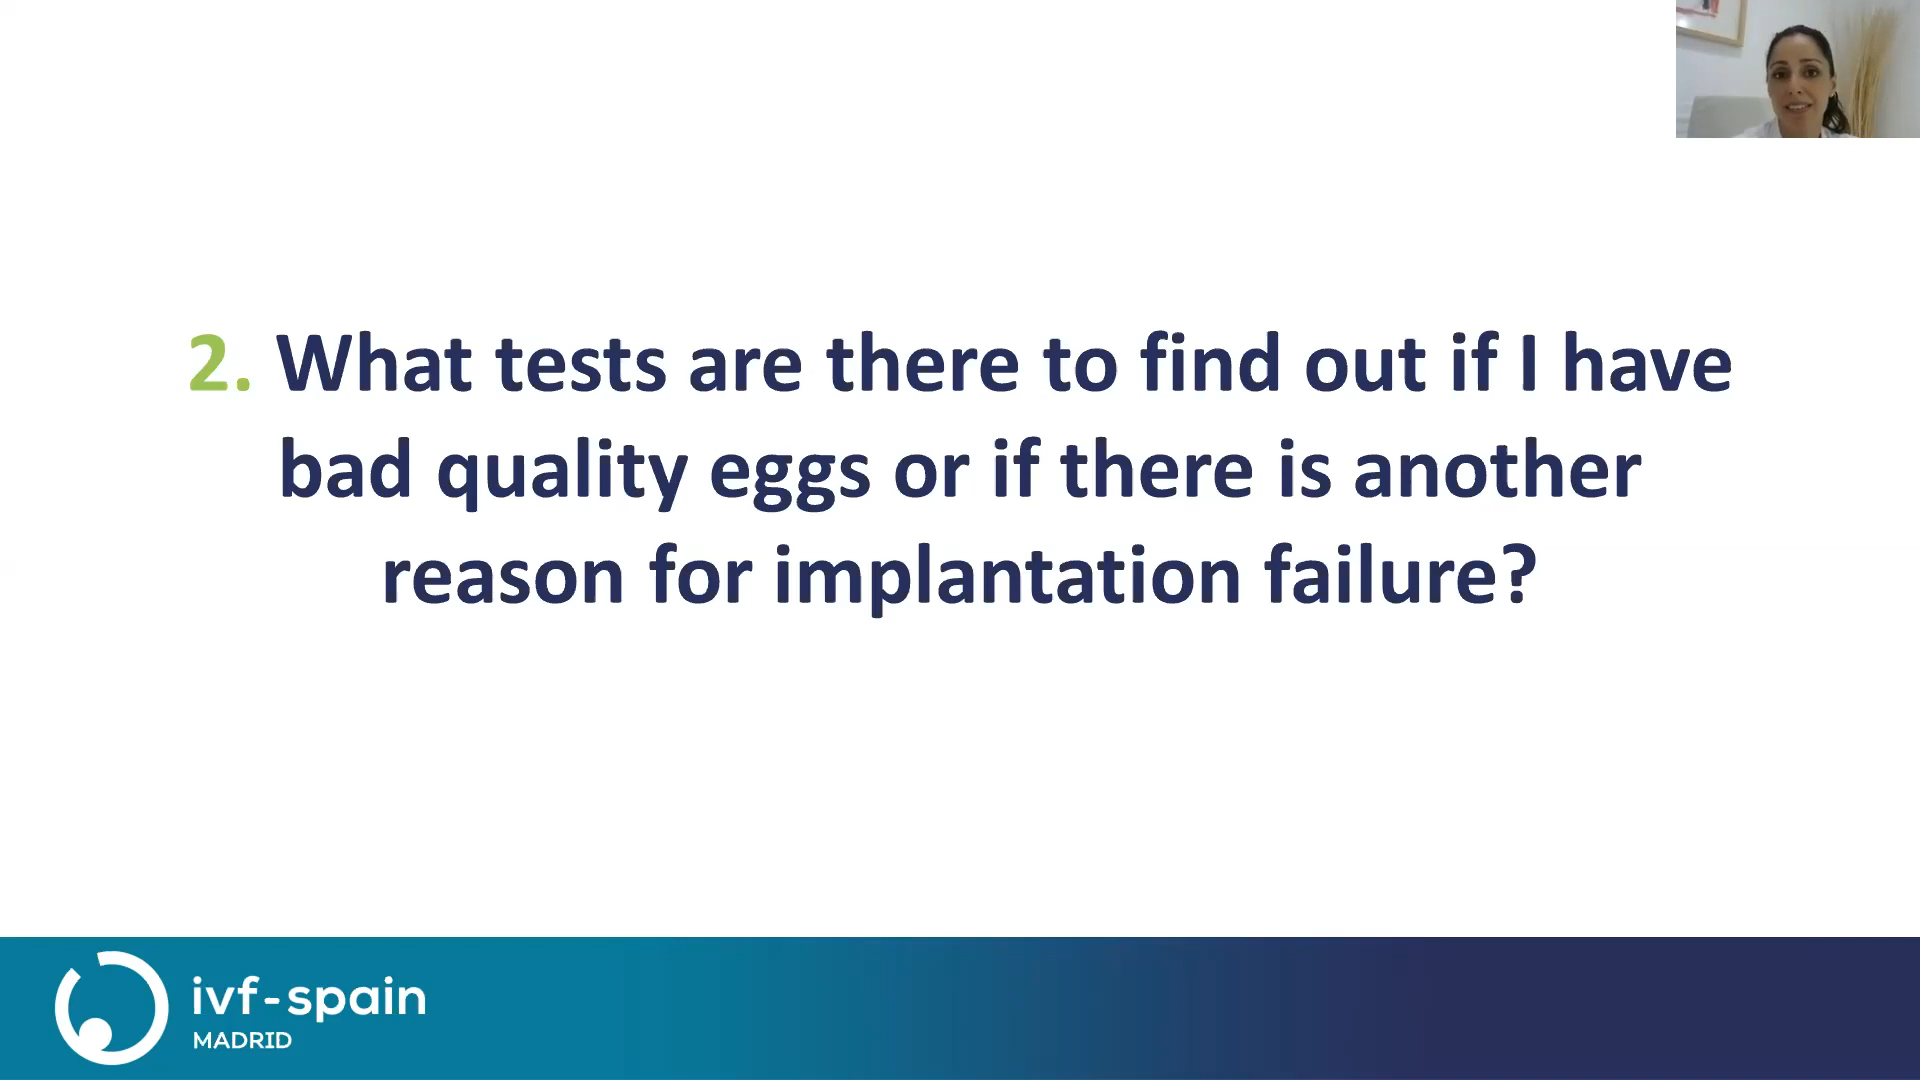 2. What tests are there to find out if I have
bad quality eggs or if there is another
reason for implantation failure?
ivf-spain
MADRID